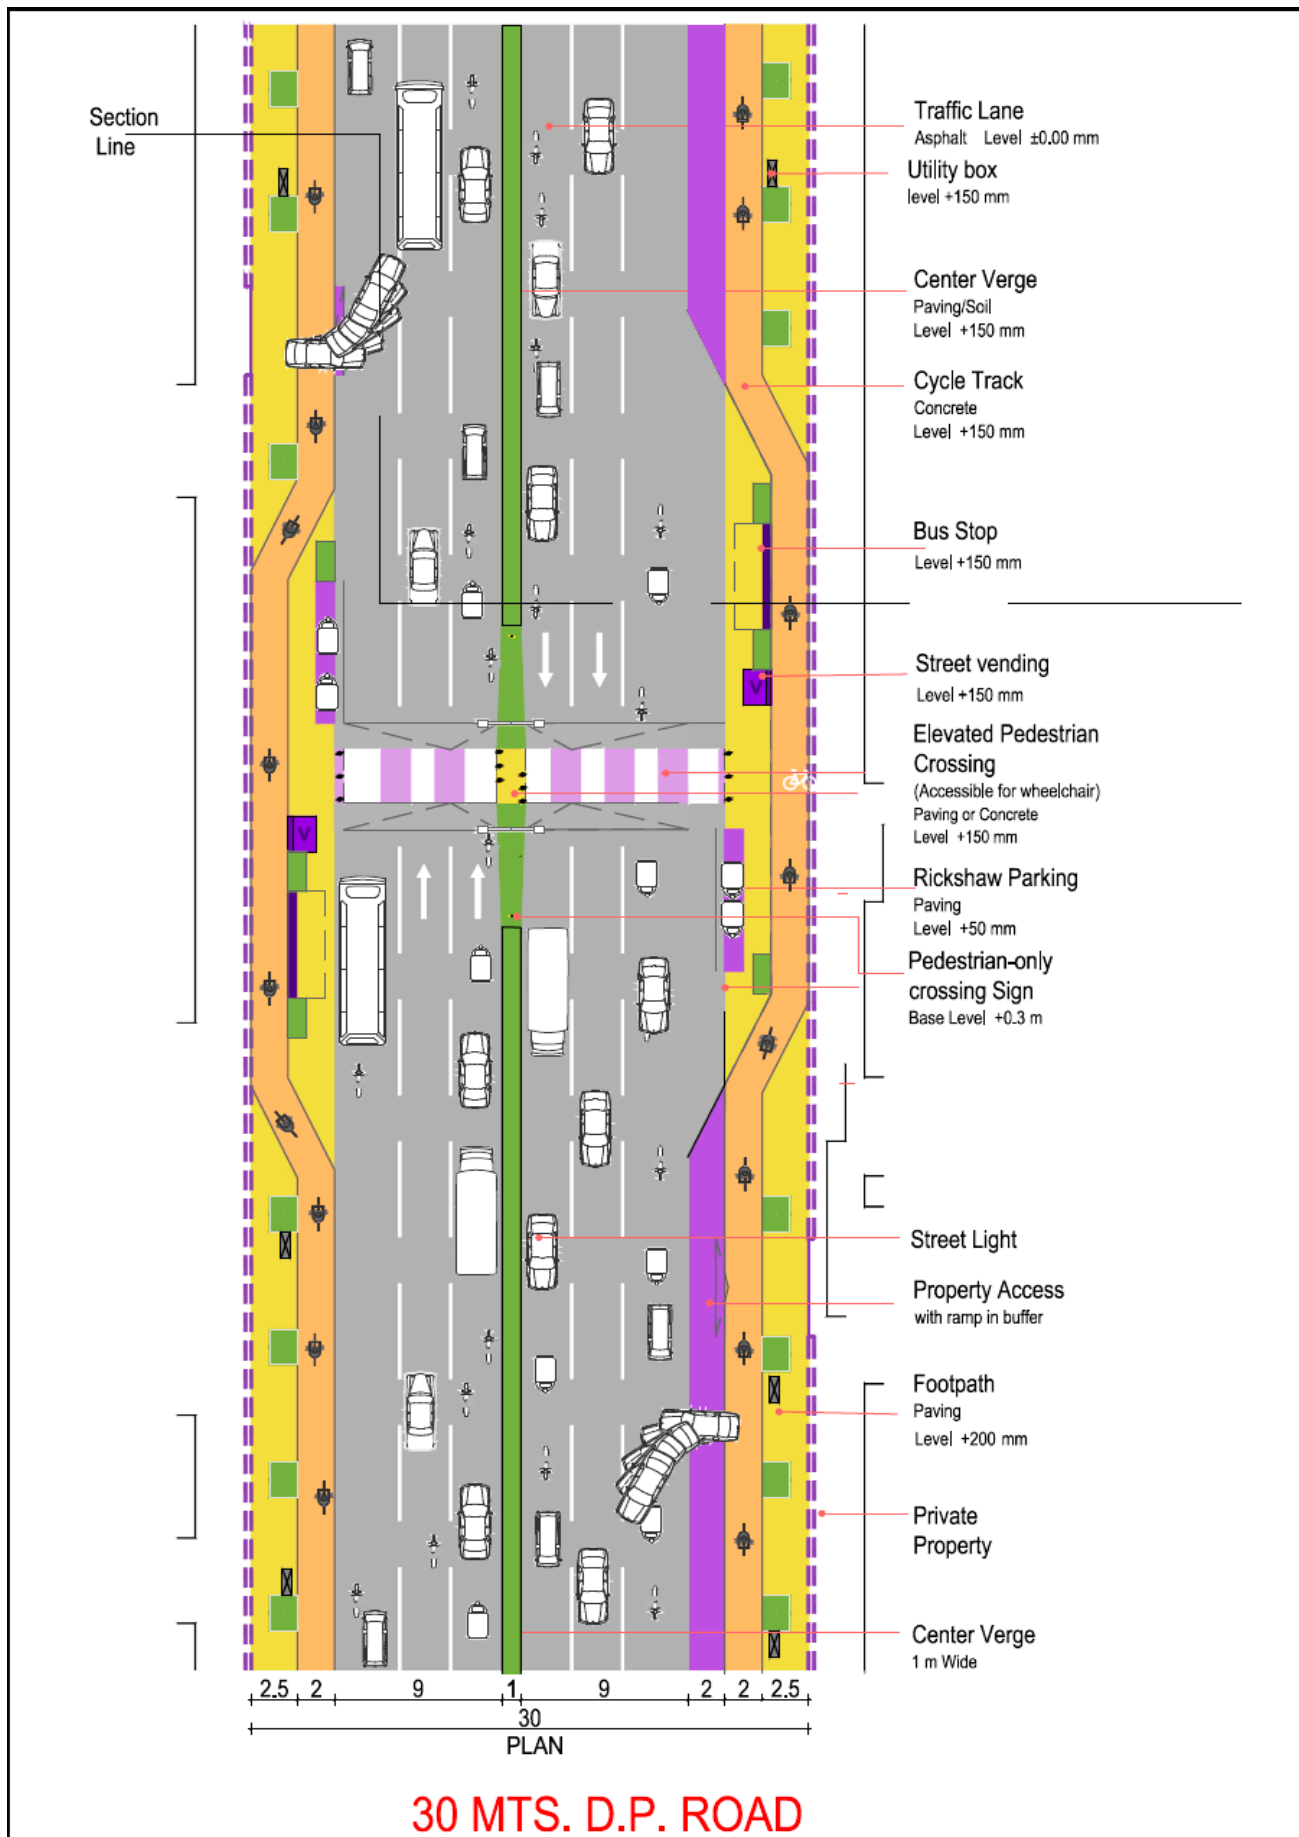 Section
Line
Traffic Lane
Asphalt Level ±0.00 mm
Utility box
level +150 mm
Center Verge
Paving/Soil
Level +150 mm
Cycle Track
Concrete
Level +150 mm
Bus Stop
Level +150 mm
Street vending
Level +150 mm
V
Elevated Pedestrian
Crossing
(Accessible for wheelchair)
Paving or Concrete
Level +150 mm
V
Rickshaw Parking
Paving
Level +50 mm
Pedestrian-only
crossing Sign
Base Level +0.3 m
Street Light
Property Access
with ramp in buffer
Footpath
Paving
Level +200 mm
Private
Property
Center Verge
1 m Wide
2.5 2 9 1 9 2 2 2.5
30
PLAN
30 MTS. D.P. ROAD